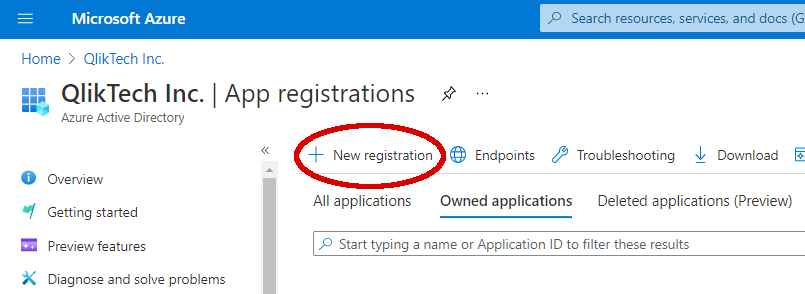 Microsoft Azure
Search resources, services, and docs (G
Home > QlikTech Inc.
QlikTech Inc. | App registrations
Azure Active Directory
New registration
Endpoints
Troubleshooting
Download
All applications
Owned applications
Deleted applications (Preview)
Start typing a name or Application ID to filter these results
Overview
Getting started
Preview features
Diagnose and solve problems